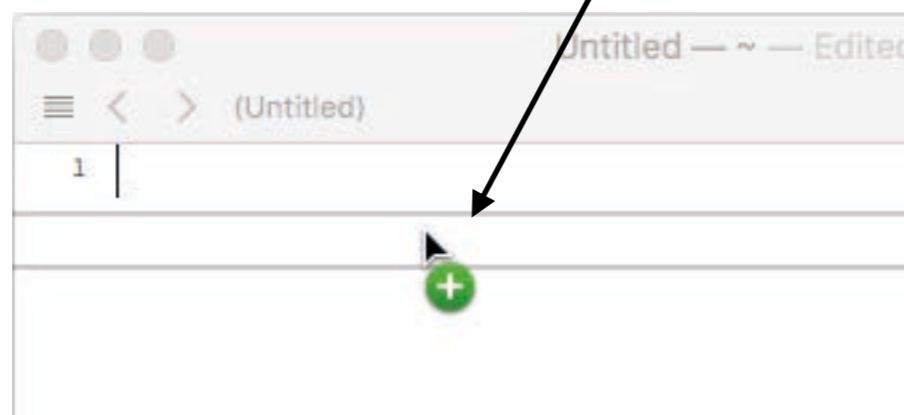 Untitled — ~ — Edited
(Untitled)
1